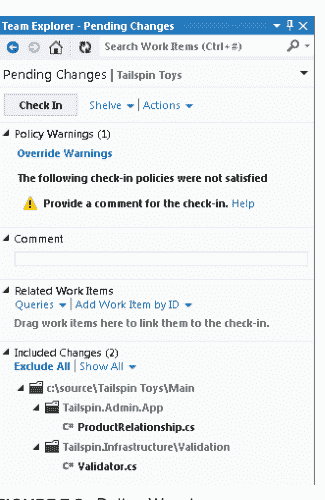 Team Explorer - Pending Changes
Search Work Items (Ctrl+#)
Pending Changes | Tailspin Toys
Check In Shelve Actions
Policy Warnings (1)
Override Warnings
The following check-in policies were not satisfied
Provide a comment for the check-in. Help
Comment
Related Work Items
Queries Add Work Item by ID
Drag work items here to link them to the check-in.
Included Changes (2)
Exclude All | Show All
c:\source\Tailspin Toys\Main
Tailspin.Admin.App
C# ProductRelationship.cs
Tailspin.Infrastructure\Validation
C# Validator.cs